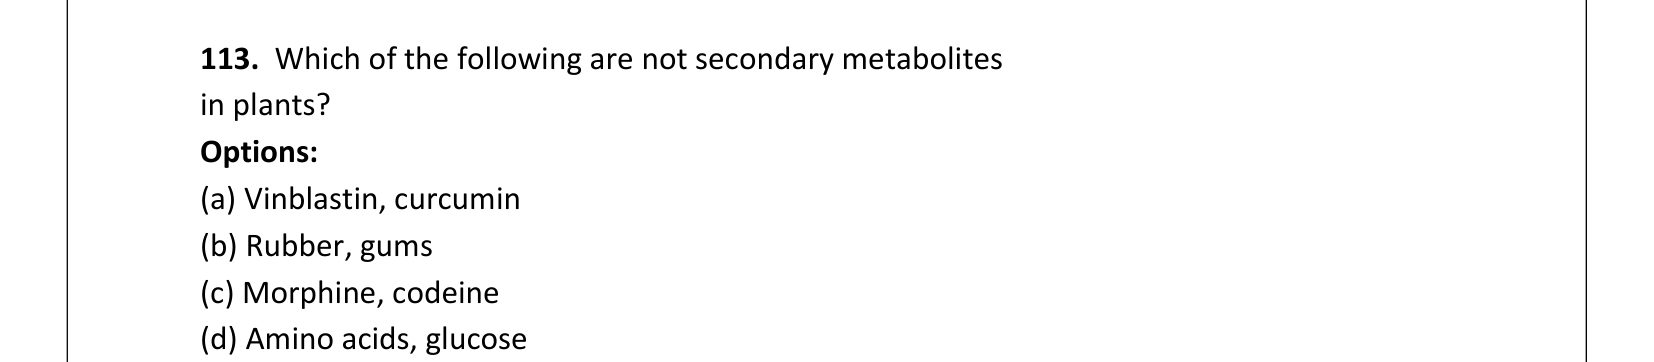 113. Which of the following are not secondary metabolites
in plants?
Options:
(a) Vinblastin, curcumin
(b) Rubber, gums
(c) Morphine, codeine
(d) Amino acids, glucose